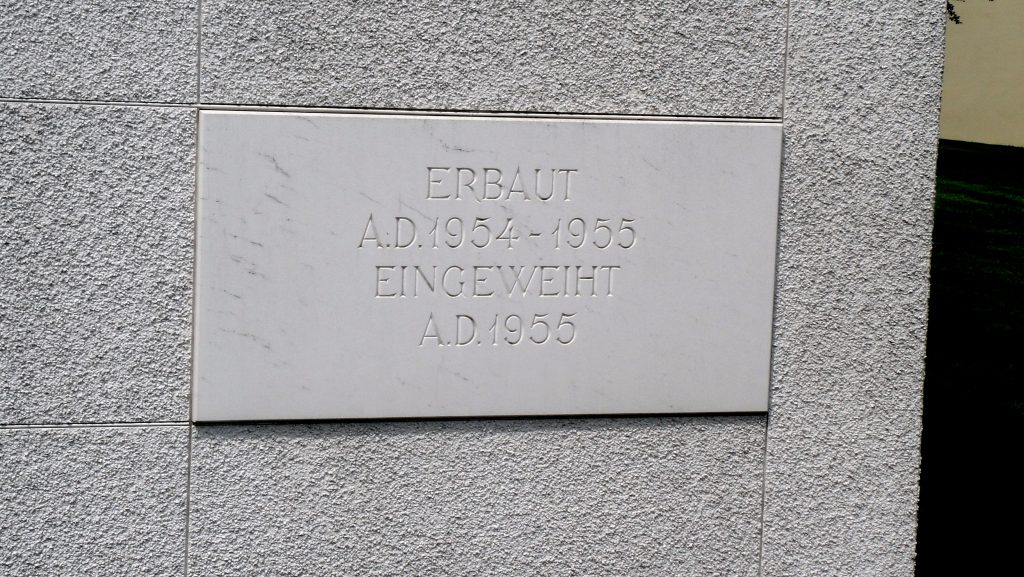 ERBAUT
A.D. 1954 - 1955
EINGEWEIHT
A.D. 1955